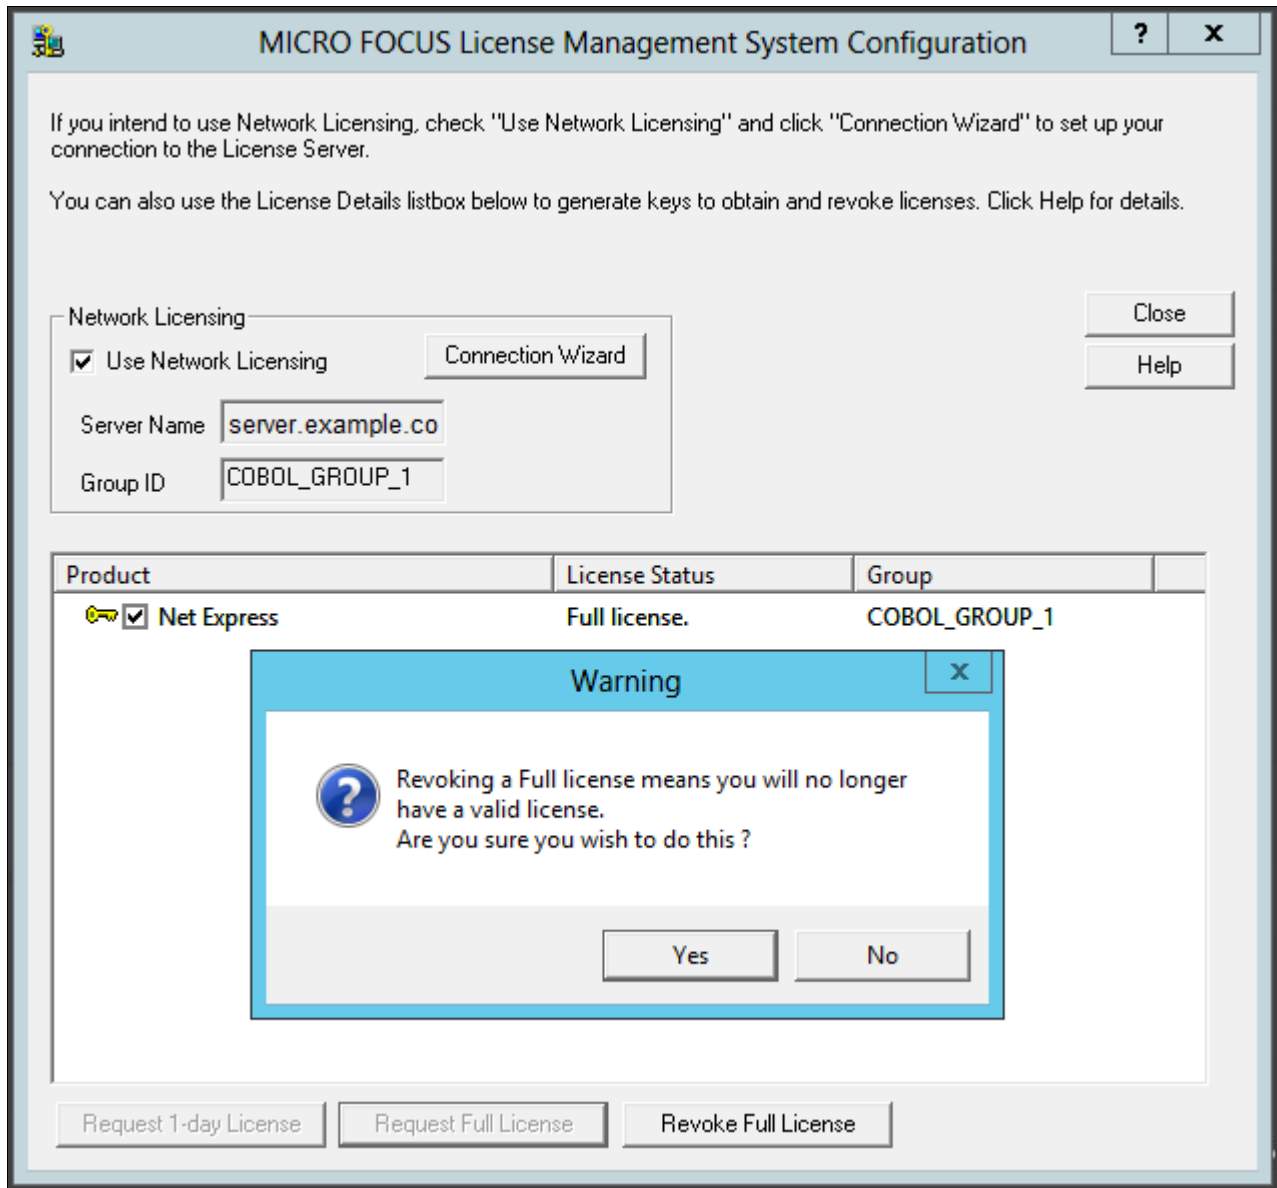 MICRO FOCUS License Management System Configuration
?
x
If you intend to use Network Licensing, check "Use Network Licensing" and click "Connection Wizard" to set up your
connection to the License Server.
You can also use the License Details listbox below to generate keys to obtain and revoke licenses. Click Help for details.
Network Licensing
Close
Use Network Licensing
Connection Wizard
Help
Server Name
server.example.co
Group ID
COBOL_GROUP_1
Product
License Status
Group
Net Express
Full license.
COBOL_GROUP_1
Warning
x
?
Revoking a Full license means you will no longer
have a valid license.
Are you sure you wish to do this ?
Yes
No
Request 1-day License
Request Full License
Revoke Full License